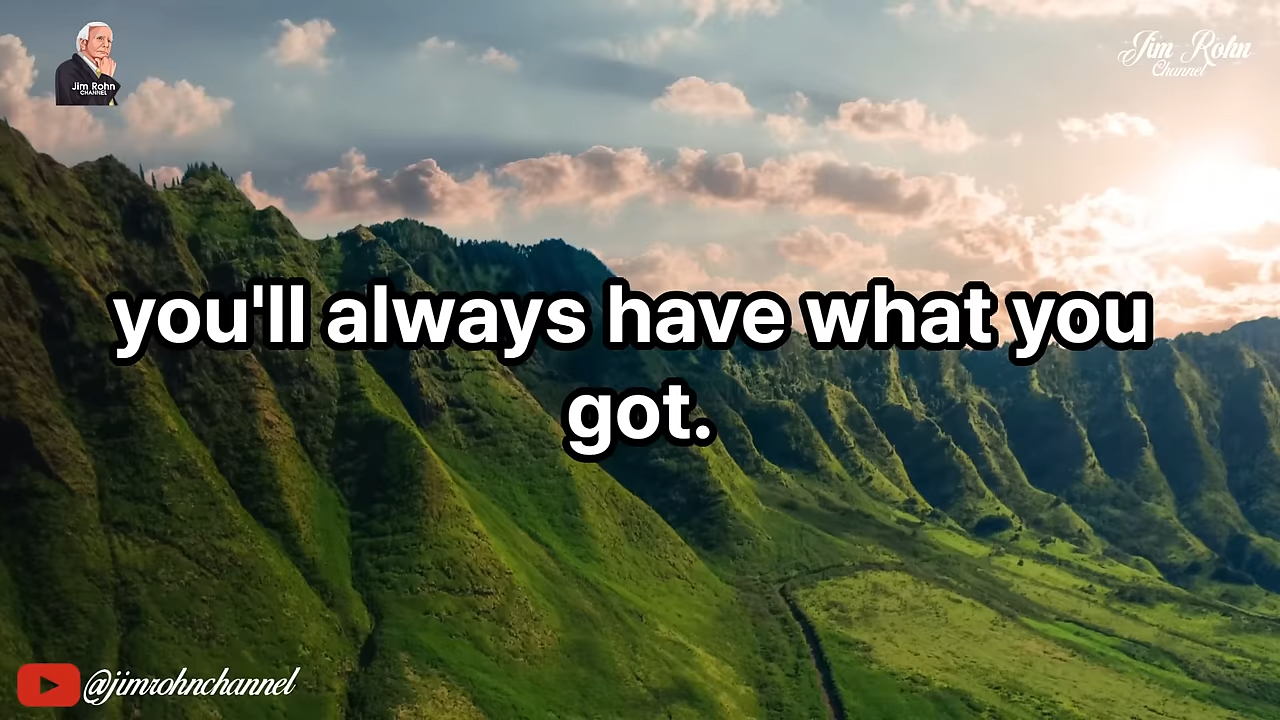 Jim Rohn
CHANNEL
Jim Rohn
Channel
you'll always have what you
got.
@jimrohnchannel